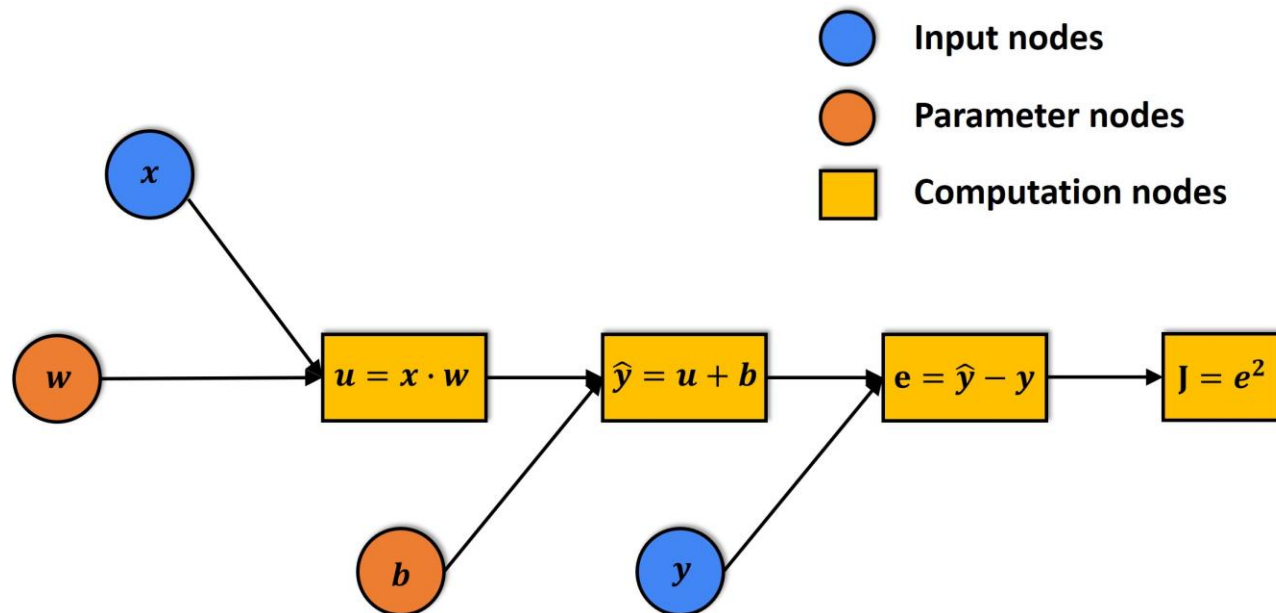 Input nodes
Parameter nodes
Computation nodes
x
w
u = x · w
ŷ = u + b
e = ŷ − y
J = e²
b
y